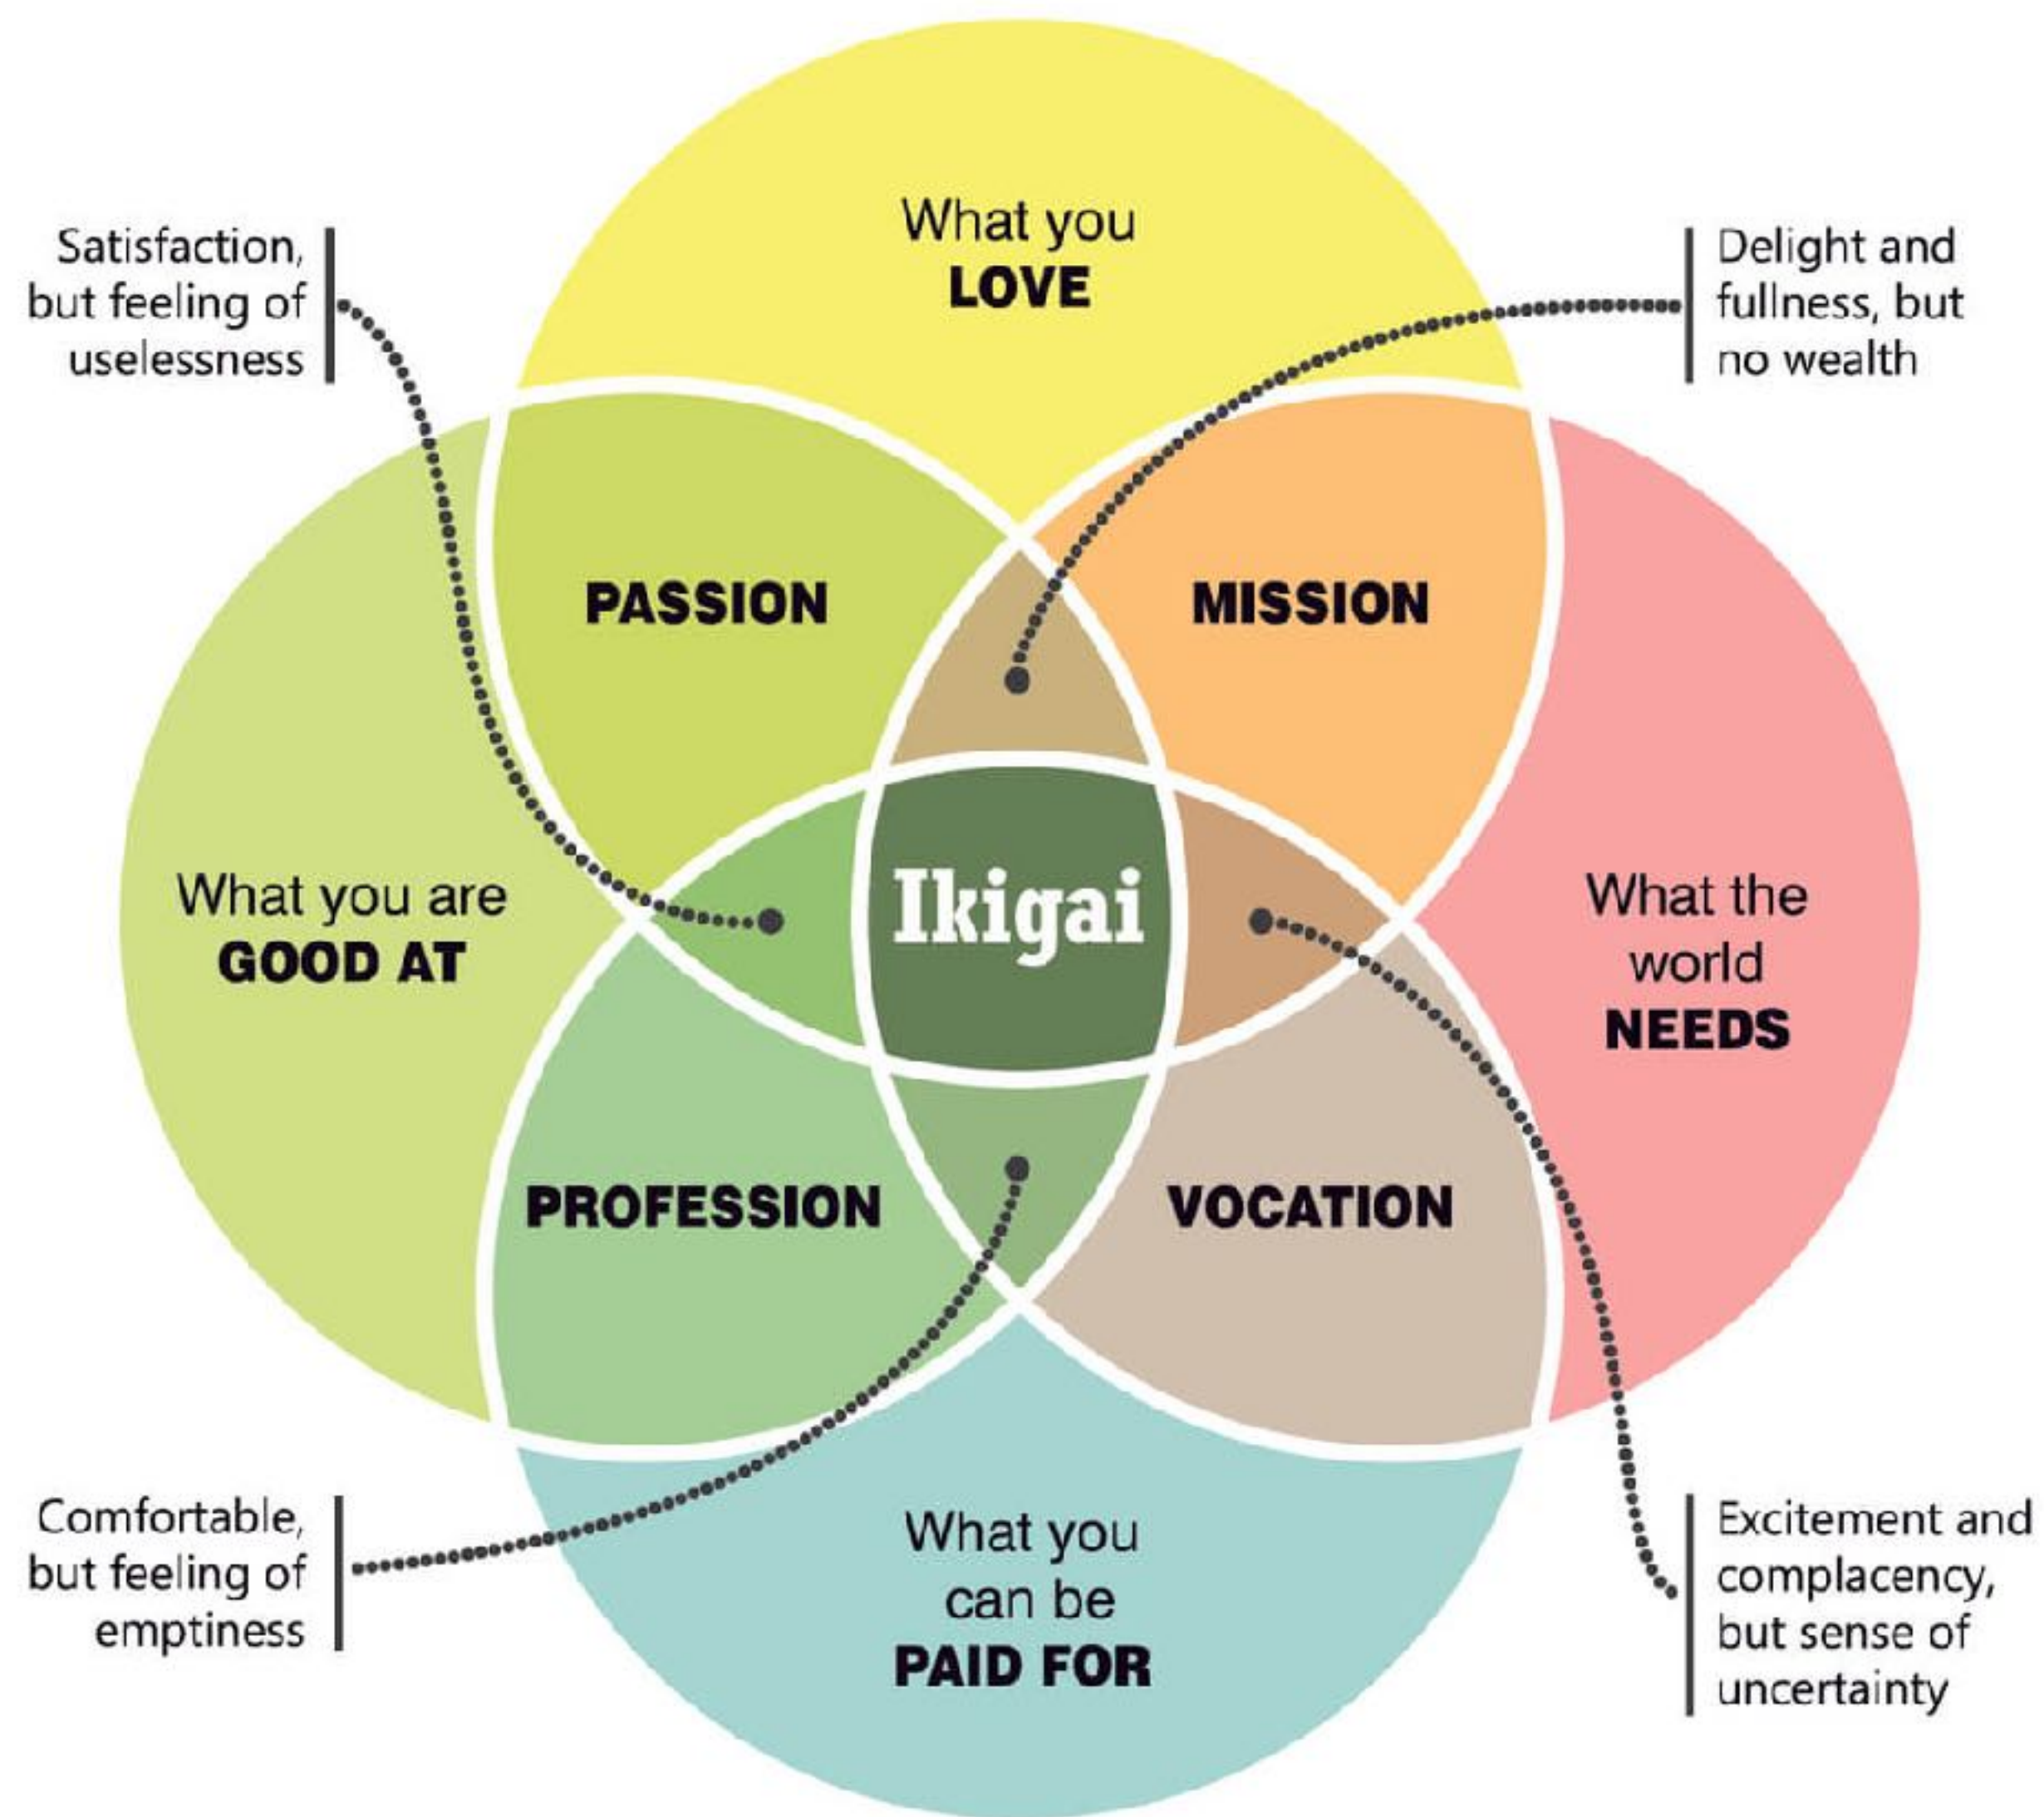 What you
LOVE
Satisfaction,
but feeling of
uselessness
Delight and
fullness, but
no wealth
PASSION
MISSION
What you are
GOOD AT
Ikigai
What the
world
NEEDS
PROFESSION
VOCATION
Comfortable,
but feeling of
emptiness
What you
can be
PAID FOR
Excitement and
complacency,
but sense of
uncertainty